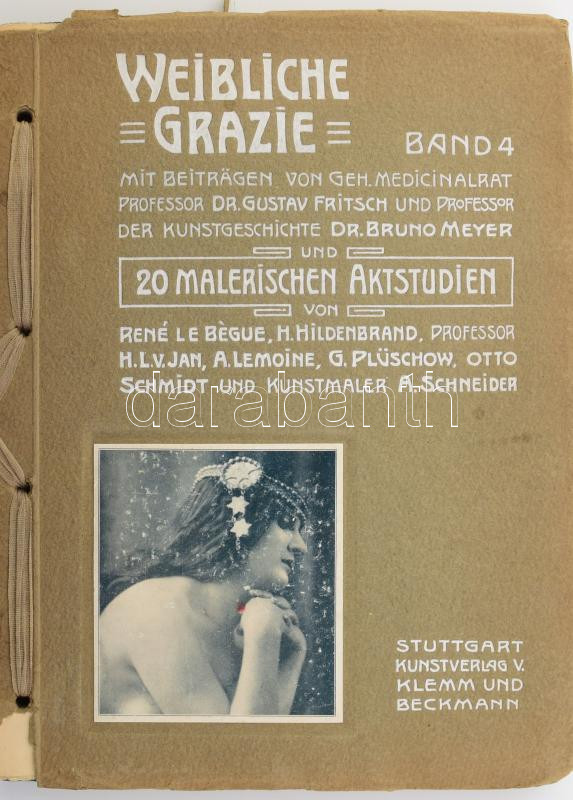 WEIBLICHE
GRAZIE
BAND 4
MIT BEITRÄGEN VON GEH. MEDICINALRAT
PROFESSOR DR. GUSTAV FRITSCH UND PROFESSOR
DER KUNSTGESCHICHTE DR. BRUNO MEYER
UND
20 MALERISCHEN AKTSTUDIEN
VON
RENÉ LE BÈGUE, H. HILDENBRAND, PROFESSOR
H. L. V. JAN, A. LEMOINE, G. PLÜSCHOW, OTTO
SCHMIDT UND KUNSTMALER A. SCHNEIDER
darabanth
STUTTGART
KUNSTVERLAG V.
KLEMM UND
BECKMANN